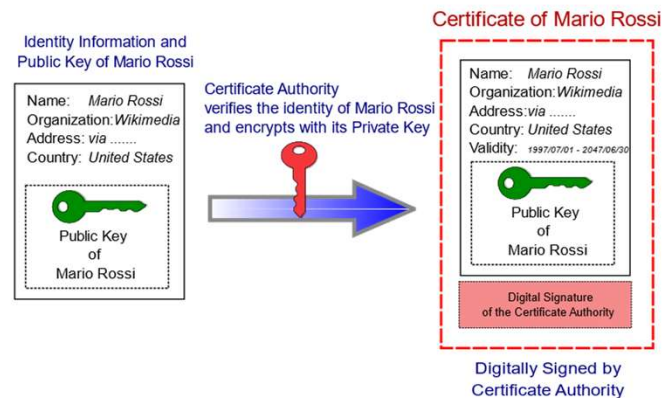 Identity Information and
Public Key of Mario Rossi
Name: Mario Rossi
Organization: Wikimedia
Address: via .......
Country: United States
Public Key
of
Mario Rossi
Certificate Authority
verifies the identity of Mario Rossi
and encrypts with its Private Key
Certificate of Mario Rossi
Name: Mario Rossi
Organization:Wikimedia
Address:via .......
Country:United States
Validity: 1997/07/01 - 2047/06/30
Public Key
of
Mario Rossi
Digital Signature
of the Certificate Authority
Digitally Signed by
Certificate Authority